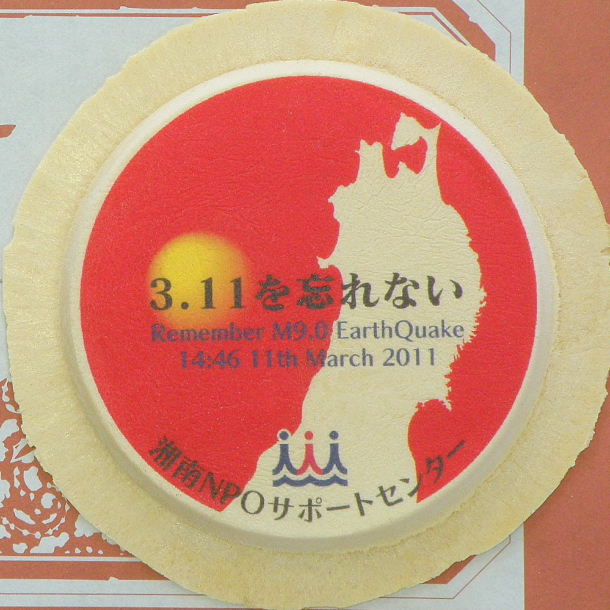 3.11を忘れない
Remember M9.0 EarthQuake
14:46 11th March 2011
湘南NPOサポートセンター